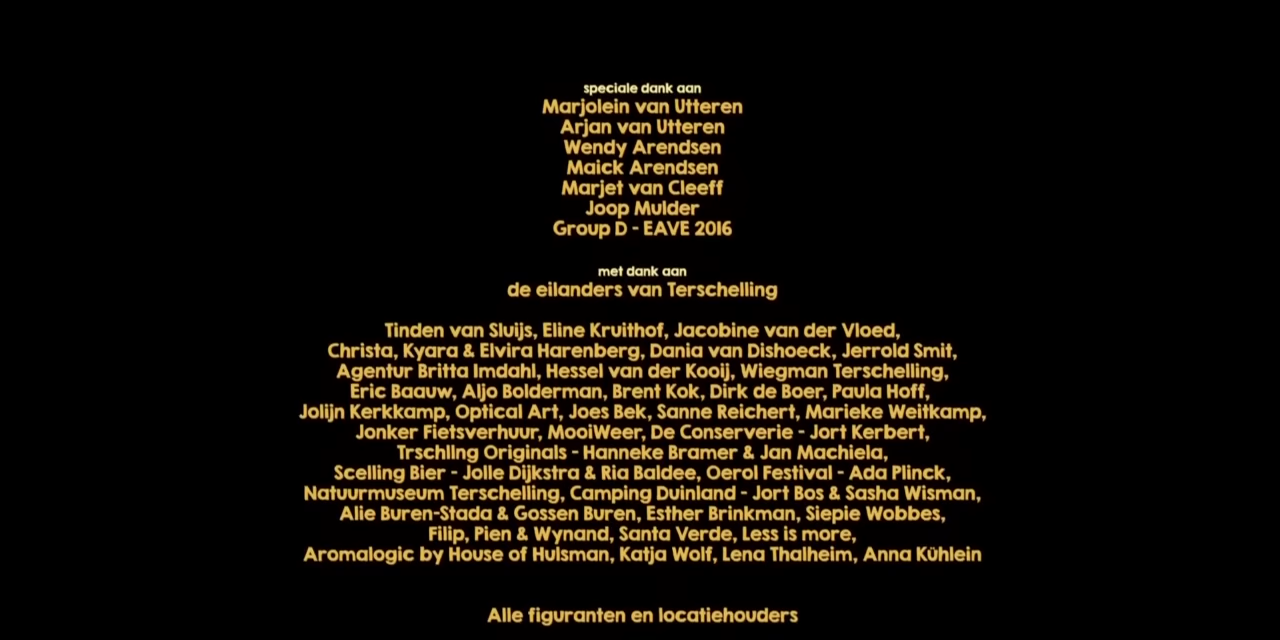 speciale dank aan
Marjolein van Utteren
Arjan van Utteren
Wendy Arendsen
Maick Arendsen
Marjet van Cleeff
Joop Mulder
Group D - EAVE 2016
met dank aan
de eilanders van Terschelling
Tinden van Sluijs, Eline Kruithof, Jacobine van der Vloed,
Christa, Kyara & Elvira Harenberg, Dania van Dishoeck, Jerrold Smit,
Agentur Britta Imdahl, Hessel van der Kooij, Wiegman Terschelling,
Eric Baauw, Aljo Bolderman, Brent Kok, Dirk de Boer, Paula Hoff,
Jolijn Kerkkamp, Optical Art, Joes Bek, Sanne Reichert, Marieke Weitkamp,
Jonker Fietsverhuur, MooiWeer, De Conserverie - Jort Kerbert,
Trschllng Originals - Hanneke Bramer & Jan Machiela,
Scelling Bier - Jolle Dijkstra & Ria Baldee, Oerol Festival - Ada Plinck,
Natuurmuseum Terschelling, Camping Duinland - Jort Bos & Sasha Wisman,
Alie Buren-Stada & Gossen Buren, Esther Brinkman, Siepie Wobbes,
Filip, Pien & Wynand, Santa Verde, Less is more,
Aromalogic by House of Hulsman, Katja Wolf, Lena Thalheim, Anna Kühlein
Alle figuranten en locatiehouders